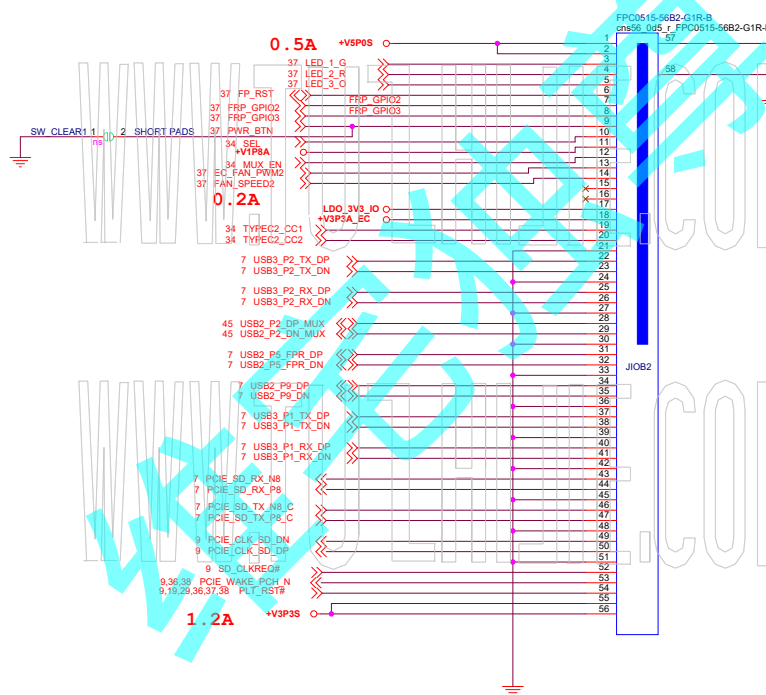 FPC0515-56B2-G1R-B
cns56_0d5_r_FPC0515-56B2-G1R-B
0.5A
+V5P0S
1
57
2
37 LED_1_G
3
37 LED_2_R
4
58
37 LED_3_O
5
6
37 FP_RST
FRP_GPIO2
7
37 FRP_GPIO2
FRP_GPIO3
8
37 FRP_GPIO3
9
SW_CLEAR1 1
2 SHORT PADS
ns
37 PWR_BTN
10
34 SEL
11
+V1P8A
12
34 MUX_EN
13
37 EC_FAN_PWM2
14
37 FAN_SPEED2
15
0.2A
16
LDO_3V3_IO
17
+V3P3A_EC
18
34 TYPEC2_CC1
19
34 TYPEC2_CC2
20
21
7 USB3_P2_TX_DP
22
7 USB3_P2_TX_DN
23
24
7 USB3_P2_RX_DP
25
7 USB3_P2_RX_DN
26
27
45 USB2_P2_DP_MUX
28
45 USB2_P2_DN_MUX
29
30
7 USB2_P5_FPR_DP
31
7 USB2_P5_FPR_DN
32
33
JIOB2
7 USB2_P9_DP
34
7 USB2_P9_DN
35
36
7 USB3_P1_TX_DP
37
7 USB3_P1_TX_DN
38
39
7 USB3_P1_RX_DP
40
7 USB3_P1_RX_DN
41
42
7 PCIE_SD_RX_N8
43
7 PCIE_SD_RX_P8
44
45
7 PCIE_SD_TX_N8_C
46
7 PCIE_SD_TX_P8_C
47
48
9 PCIE_CLK_SD_DN
49
9 PCIE_CLK_SD_DP
50
51
9 SD_CLKREQ#
52
9,36,38 PCIE_WAKE_PCH_N
53
9,19,29,36,37,38 PLT_RST#
54
55
1.2A
+V3P3S
56